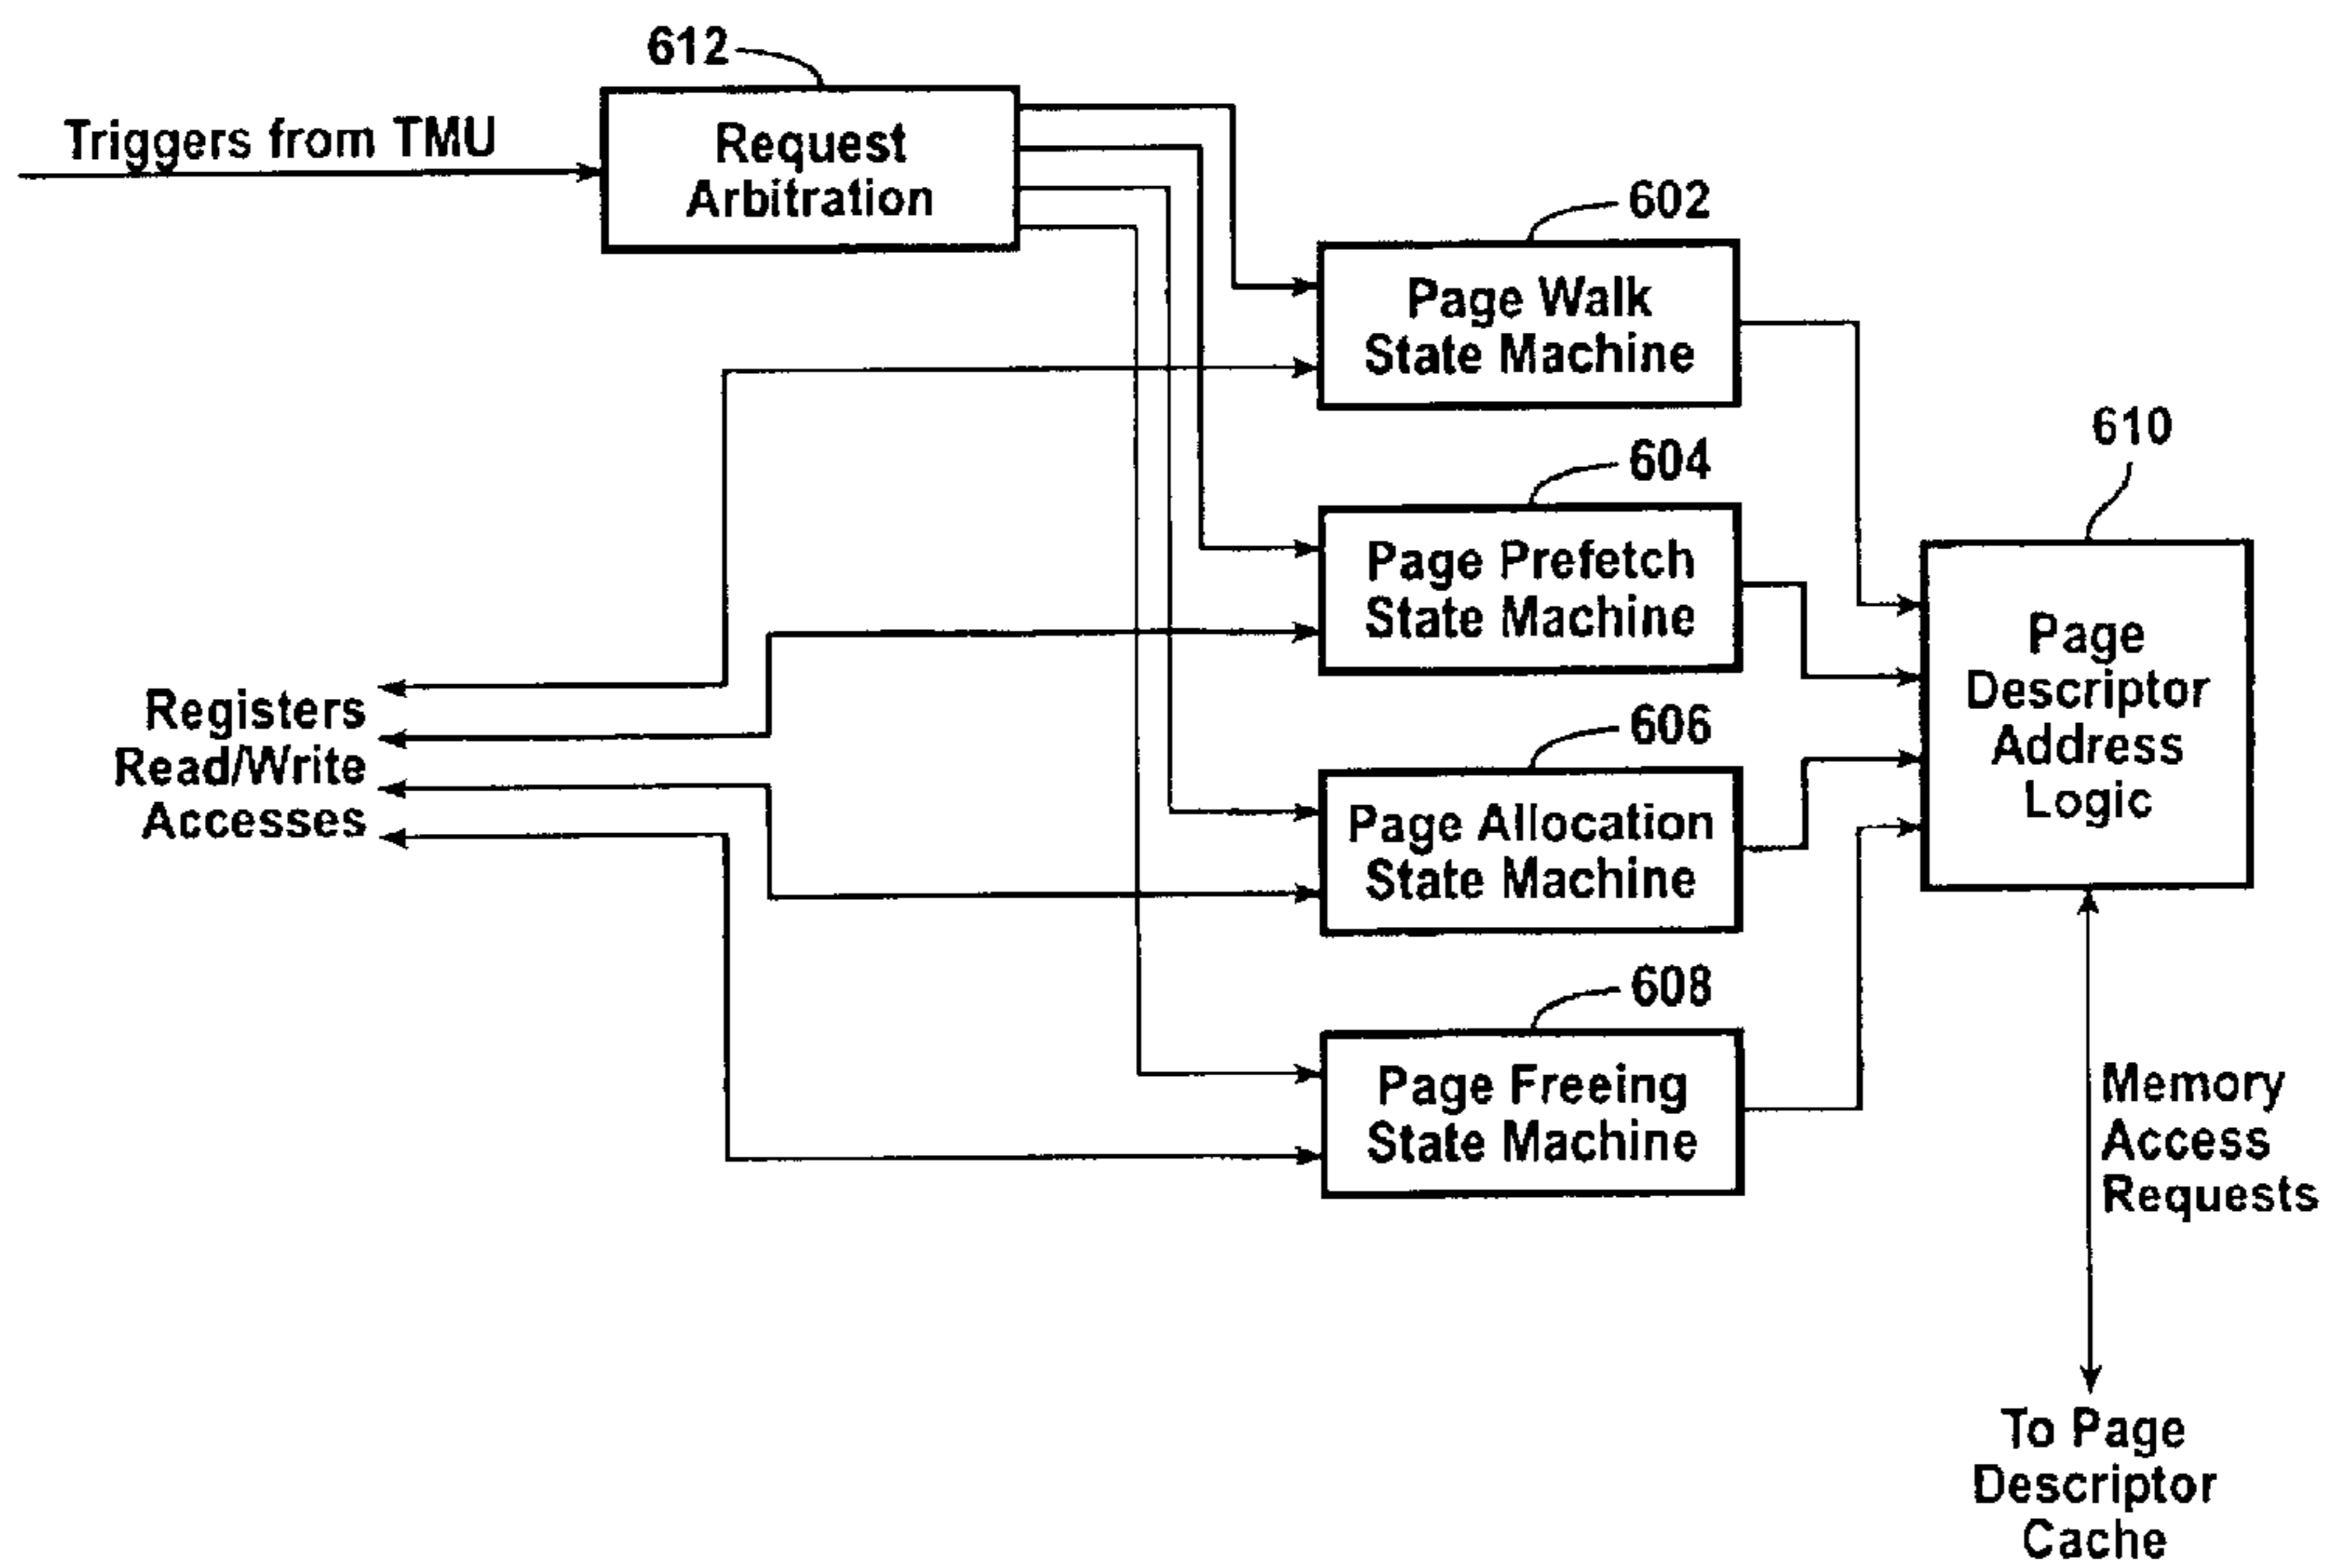 612
Triggers from TMU
Request
Arbitration
602
Page Walk
State Machine
604
Page Prefetch
State Machine
610
Page
Descriptor
Address
Logic
Registers
Read/Write
Accesses
606
Page Allocation
State Machine
608
Page Freeing
State Machine
Memory
Access
Requests
To Page
Descriptor
Cache